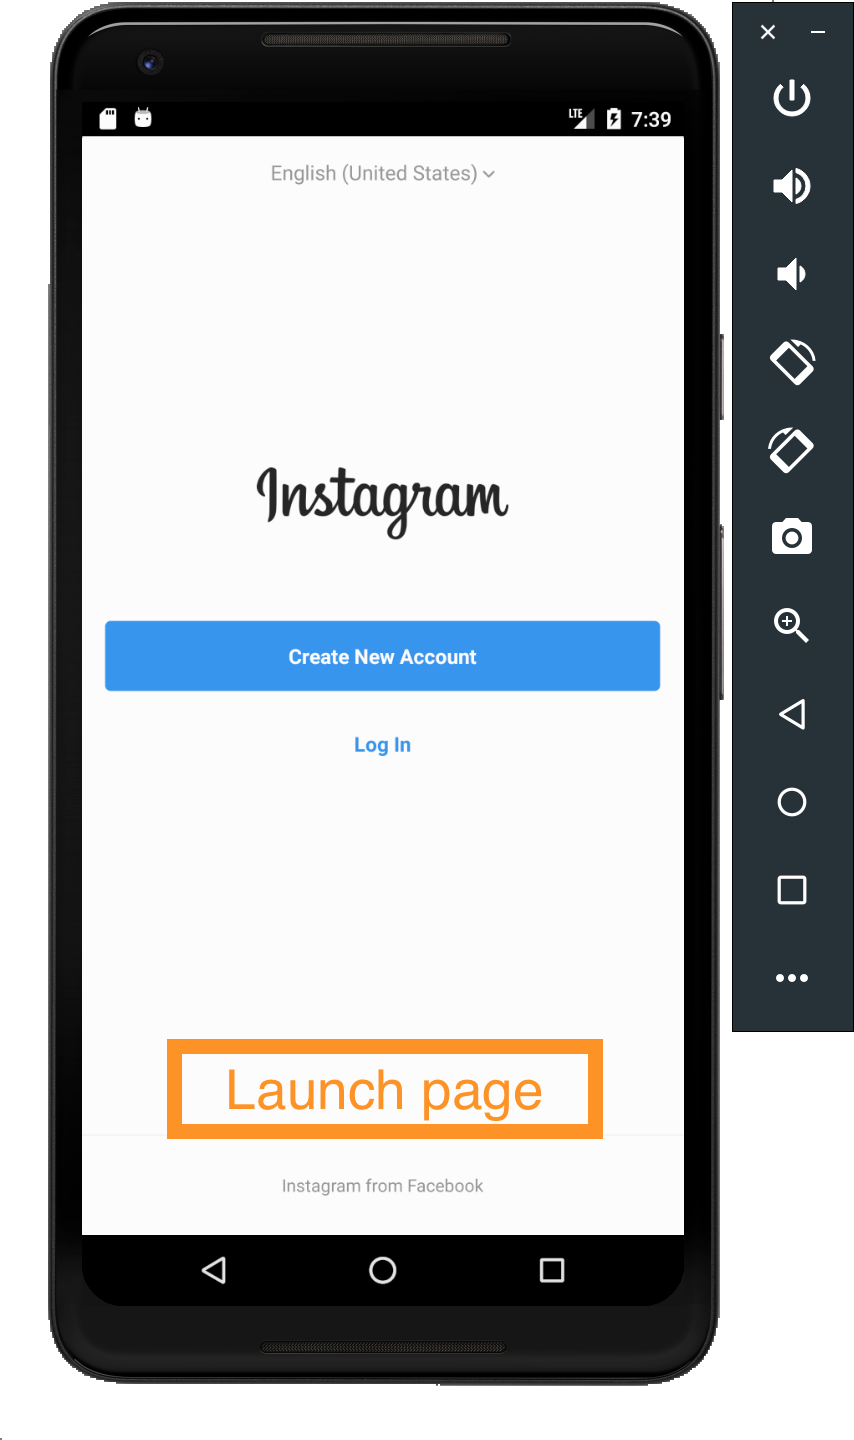 LTE 7:39
English (United States)
Instagram
Create New Account
Log In
Launch page
Instagram from Facebook